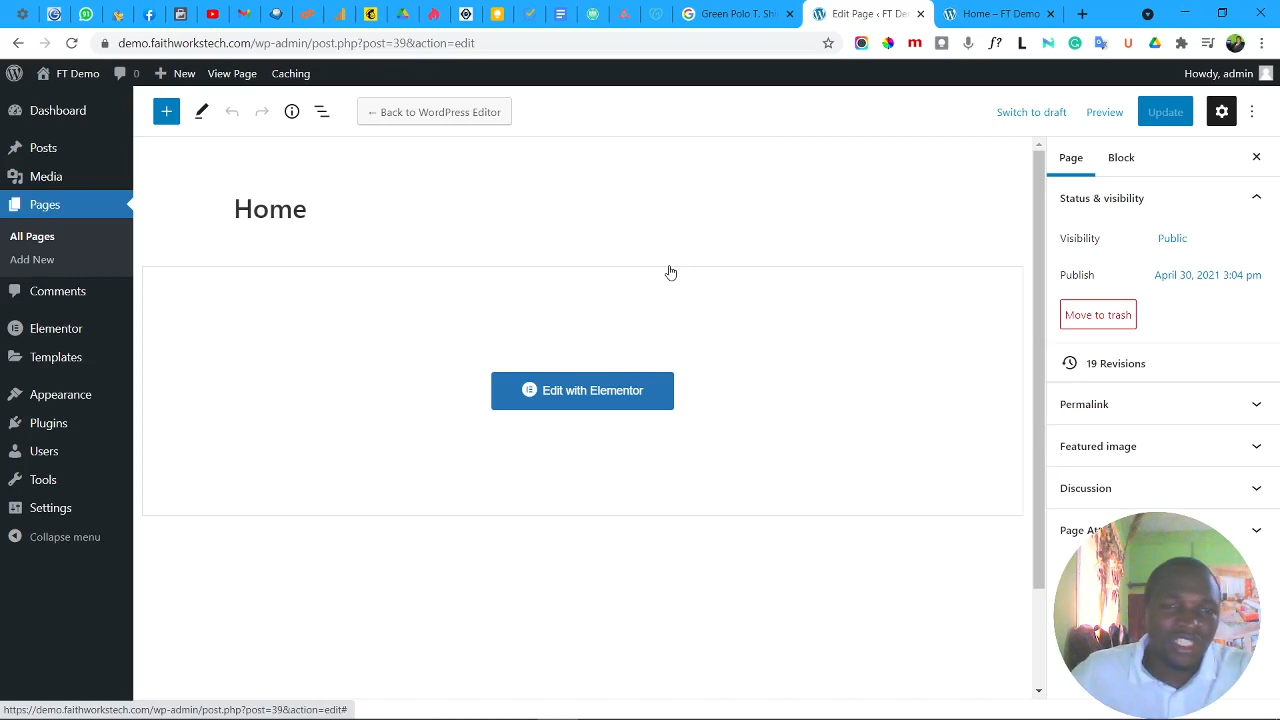 Green Polo T. Shi
Edit Page ‹ FT De
Home – FT Demo
demo.faithworkstech.com/wp-admin/post.php?post=39&action=edit
FT Demo
0
New
View Page
Caching
Howdy, admin
Dashboard
Posts
Media
Pages
All Pages
Add New
Comments
Elementor
Templates
Appearance
Plugins
Users
Tools
Settings
Collapse menu
← Back to WordPress Editor
Switch to draft
Preview
Update
Home
Edit with Elementor
Page
Block
Status & visibility
Visibility
Public
Publish
April 30, 2021 3:04 pm
Move to trash
19 Revisions
Permalink
Featured image
Discussion
Page At
https://demo.faithworkstech.com/wp-admin/post.php?post=39&action=edit#